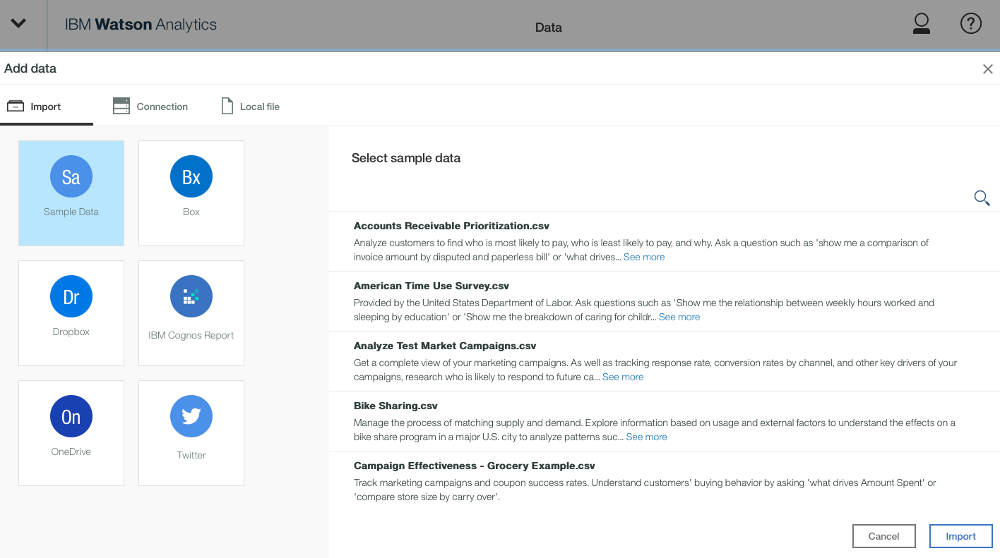 IBM Watson Analytics
Data
?
Add data
Import
Connection
Local file
Sa
Sample Data
Bx
Box
Dr
Dropbox
IBM Cognos Report
On
OneDrive
Twitter
Select sample data
Accounts Receivable Prioritization.csv
Analyze customers to find who is most likely to pay, who is least likely to pay, and why. Ask a question such as 'show me a comparison of
invoice amount by disputed and paperless bill' or 'what drives... See more
American Time Use Survey.csv
Provided by the United States Department of Labor. Ask questions such as 'Show me the relationship between weekly hours worked and
sleeping by education' or 'Show me the breakdown of caring for childr... See more
Analyze Test Market Campaigns.csv
Get a complete view of your marketing campaigns. As well as tracking response rate, conversion rates by channel, and other key drivers of your
campaigns, research who is likely to respond to future ca... See more
Bike Sharing.csv
Manage the process of matching supply and demand. Explore information based on usage and external factors to understand the effects on a
bike share program in a major U.S. city to analyze patterns suc... See more
Campaign Effectiveness - Grocery Example.csv
Track marketing campaigns and coupon success rates. Understand customers' buying behavior by asking 'what drives Amount Spent' or
'compare store size by carry over'.
Cancel
Import